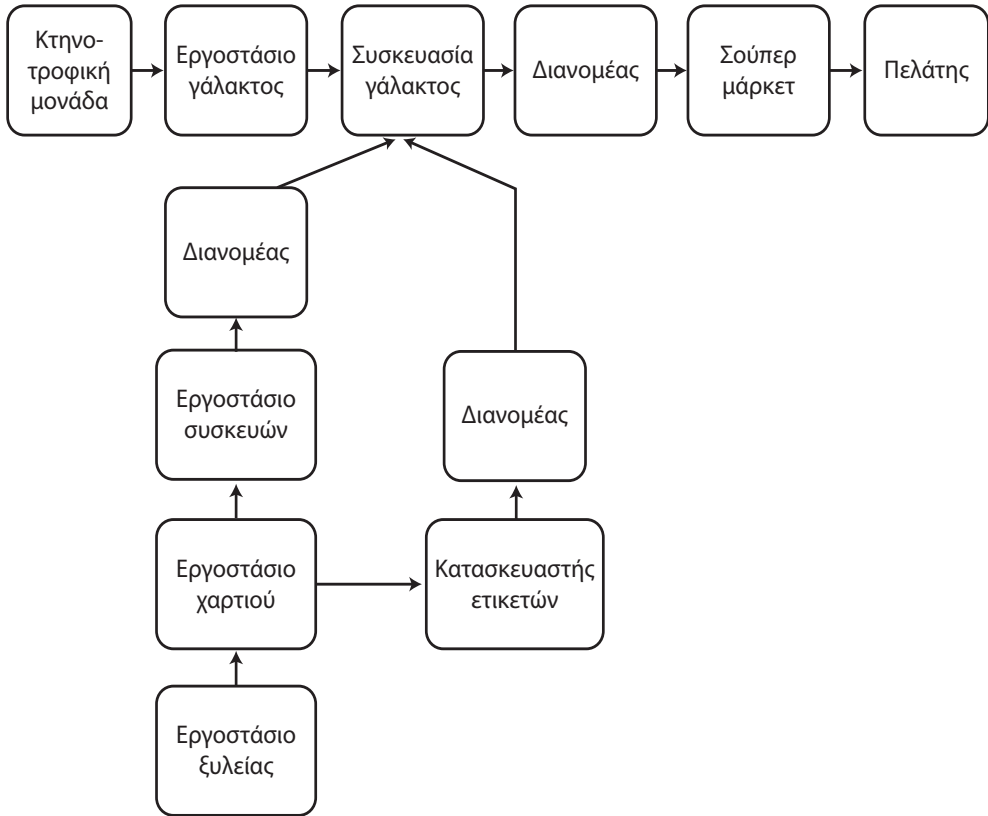 Κτηνο-
τροφική
μονάδα
Εργοστάσιο
γάλακτος
Συσκευασία
γάλακτος
Διανομέας
Σούπερ
μάρκετ
Πελάτης
Διανομέας
Εργοστάσιο
συσκευών
Διανομέας
Εργοστάσιο
χαρτιού
Κατασκευαστής
ετικετών
Εργοστάσιο
ξυλείας